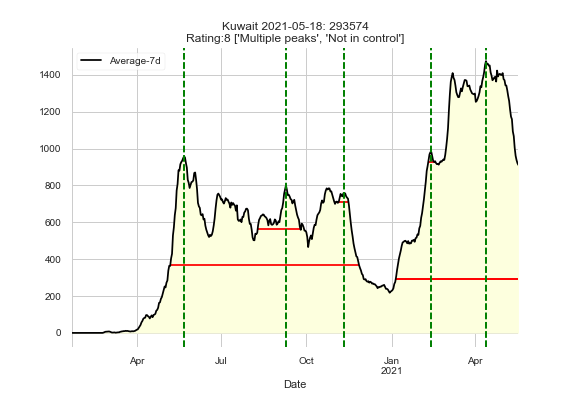 Kuwait 2021-05-18: 293574
Rating:8 ['Multiple peaks', 'Not in control']
Average-7d
1400
1200
1000
800
600
400
200
0
Apr
Jul
Oct
Jan
2021
Apr
Date